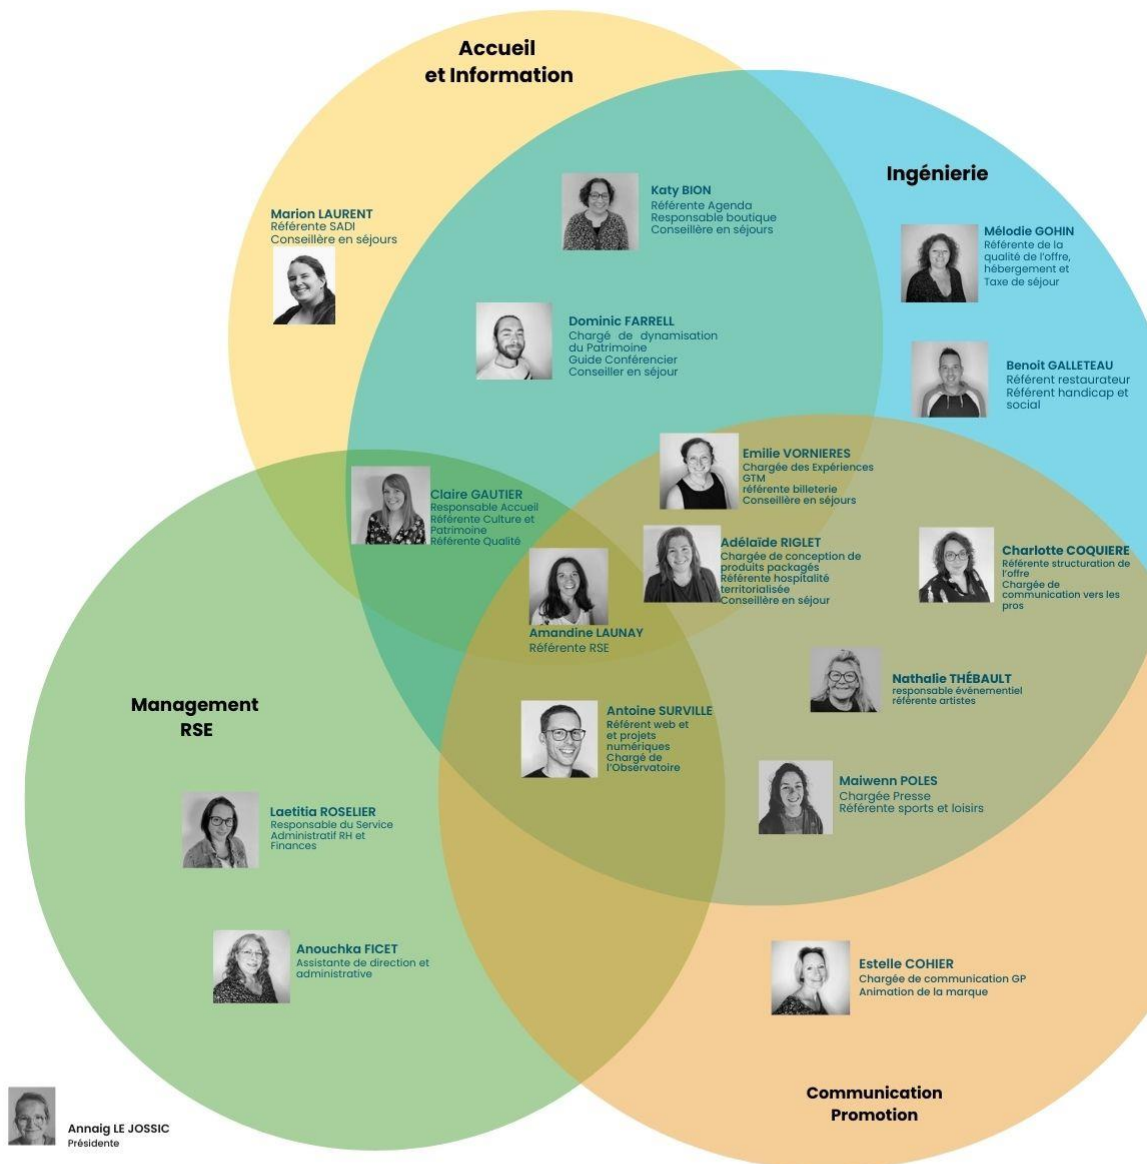 Accueil
et Information
Ingénierie
Katy BION
Référente Agenda
Responsable boutique
Conseillère en séjours
Marion LAURENT
Référente SADI
Conseillère en séjours
Mélodie GOHIN
Référente de la
qualité de l'offre,
hébergement et
Taxe de séjour
Dominic FARRELL
Chargé de dynamisation
du Patrimoine
Guide Conférencier
Conseiller en séjour
Benoit GALLETEAU
Référent restaurateur
Référent handicap et
social
Emilie VORNIERES
Chargée des Expériences
GTM
référente billeterie
Conseillère en séjours
Claire GAUTIER
Responsable Accueil
Référente Culture et
Patrimoine
Référente Qualité
Adélaïde RIGLET
Chargée de conception de
produits packagés
Référente hospitalité
territorialisée
Conseillère en séjour
Charlotte COQUIERE
Référente structuration de
l'offre
Chargée de
communication vers les
pros
Amandine LAUNAY
Référente RSE
Nathalie THÉBAULT
responsable événementiel
référente artistes
Management
RSE
Antoine SURVILLE
Référent web et
et projets
numériques
Chargé de
l'Observatoire
Maiwenn POLES
Chargée Presse
Référente sports et loisirs
Laetitia ROSELIER
Responsable du Service
Administratif RH et
Finances
Anouchka FICET
Assistante de direction et
administrative
Estelle COHIER
Chargée de communication GP
Animation de la marque
Communication
Promotion
Annaig LE JOSSIC
Présidente